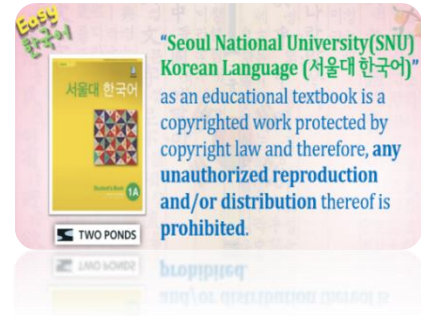 Easy
한국어
서울대 한국어
Student's Book 1A
TWO PONDS
“Seoul National University(SNU)
Korean Language (서울대 한국어)”
as an educational textbook is a
copyrighted work protected by
copyright law and therefore, any
unauthorized reproduction
and/or distribution thereof is
prohibited.